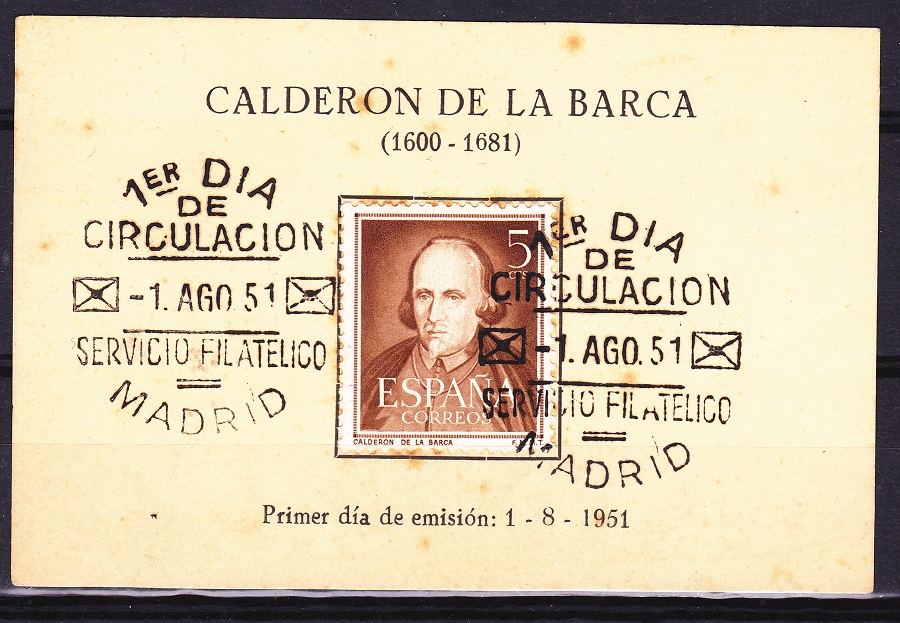 CALDERON DE LA BARCA
(1600 - 1681)
1ER DIA
DE
CIRCULACION
-1. AGO. 51
SERVICIO FILATELICO
MADRID
5
ESPAÑA
CORREOS
CALDERON DE LA BARCA
1ER DIA
DE
CIRCULACION
-1. AGO. 51
SERVICIO FILATELICO
MADRID
Primer día de emisión: 1 - 8 - 1951